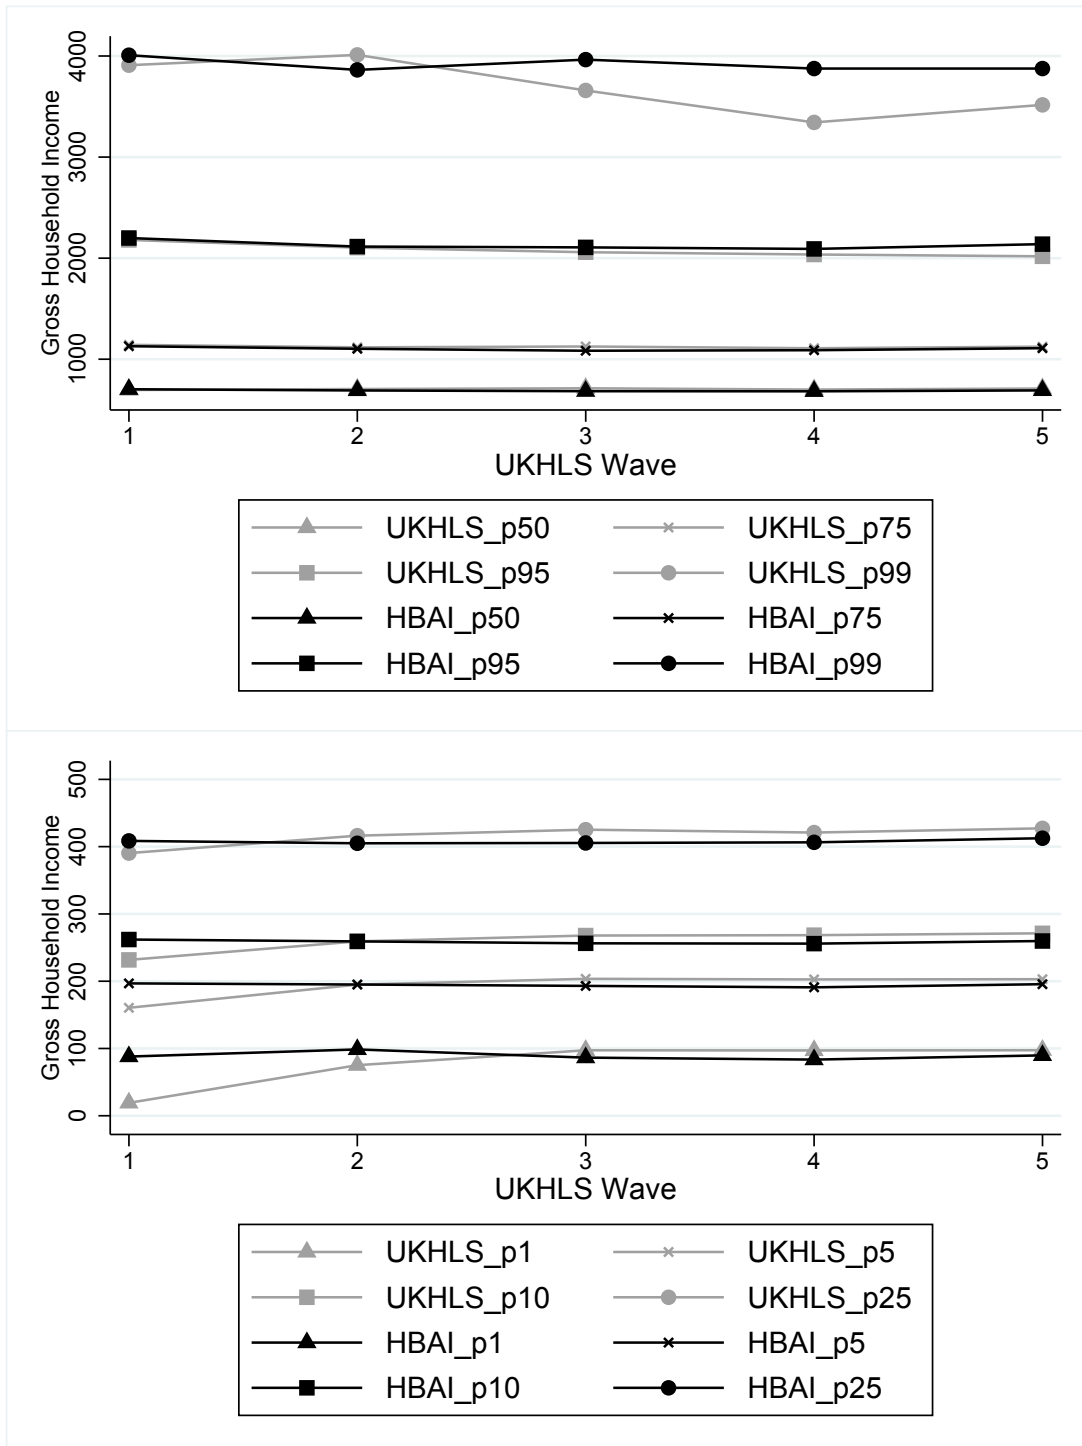 Gross Household Income
4000
3000
2000
1000
1 2 3 4 5
UKHLS Wave
UKHLS_p50 UKHLS_p75
UKHLS_p95 UKHLS_p99
HBAI_p50 HBAI_p75
HBAI_p95 HBAI_p99
Gross Household Income
500
400
300
200
100
0
1 2 3 4 5
UKHLS Wave
UKHLS_p1 UKHLS_p5
UKHLS_p10 UKHLS_p25
HBAI_p1 HBAI_p5
HBAI_p10 HBAI_p25